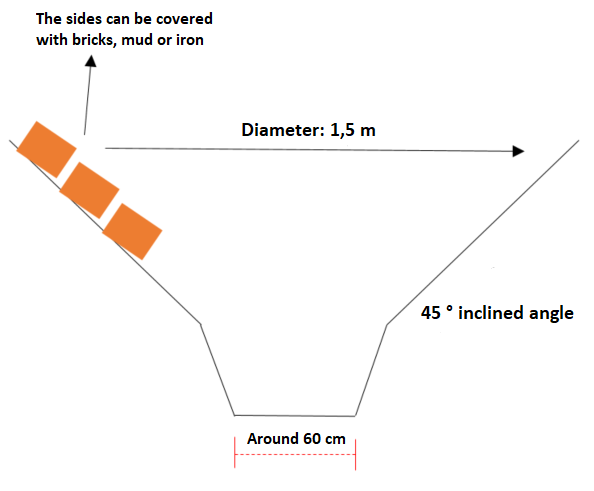 The sides can be covered
with bricks, mud or iron
Diameter: 1,5 m
45 ° inclined angle
Around 60 cm